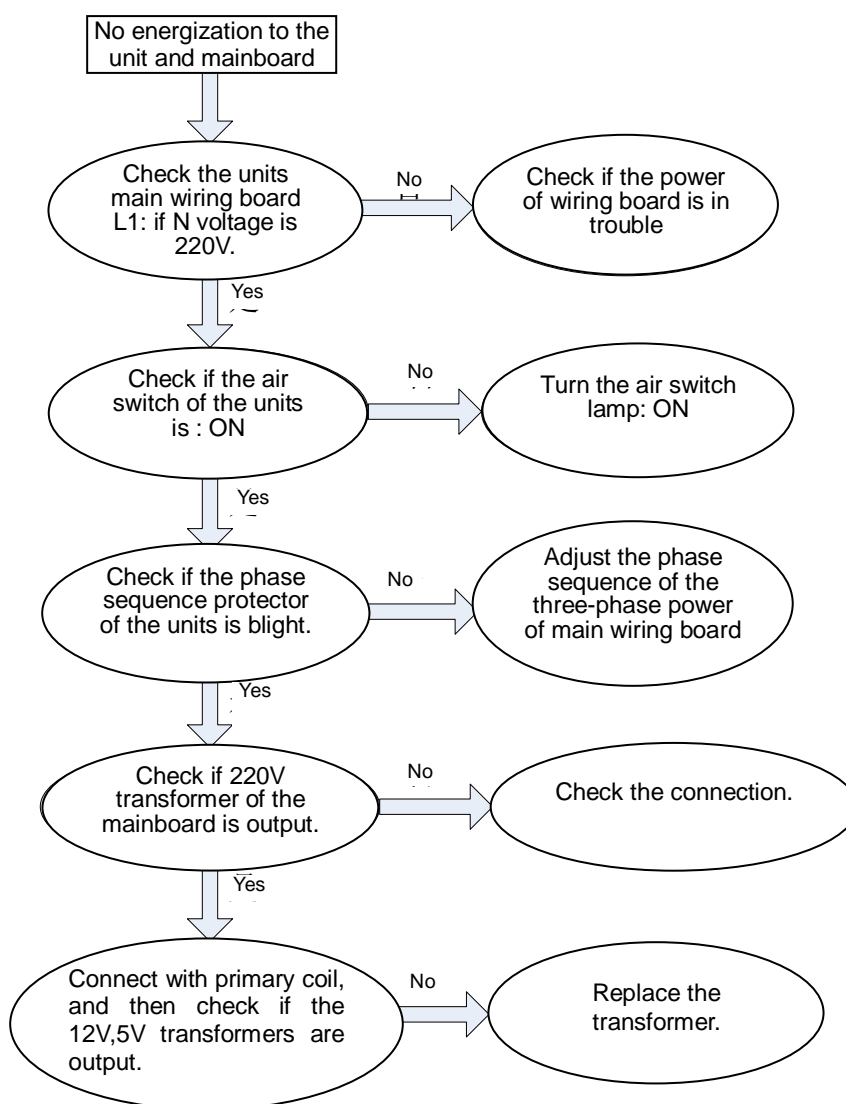 No energization to the
unit and mainboard
Check the units
main wiring board
L1: if N voltage is
220V.
No
Check if the power
of wiring board is in
trouble
Yes
Check if the air
switch of the units
is : ON
No
Turn the air switch
lamp: ON
Yes
Check if the phase
sequence protector
of the units is blight.
No
Adjust the phase
sequence of the
three-phase power
of main wiring board
Yes
Check if 220V
transformer of the
mainboard is output.
No
Check the connection.
Yes
Connect with primary coil,
and then check if the
12V,5V transformers are
output.
No
Replace the
transformer.